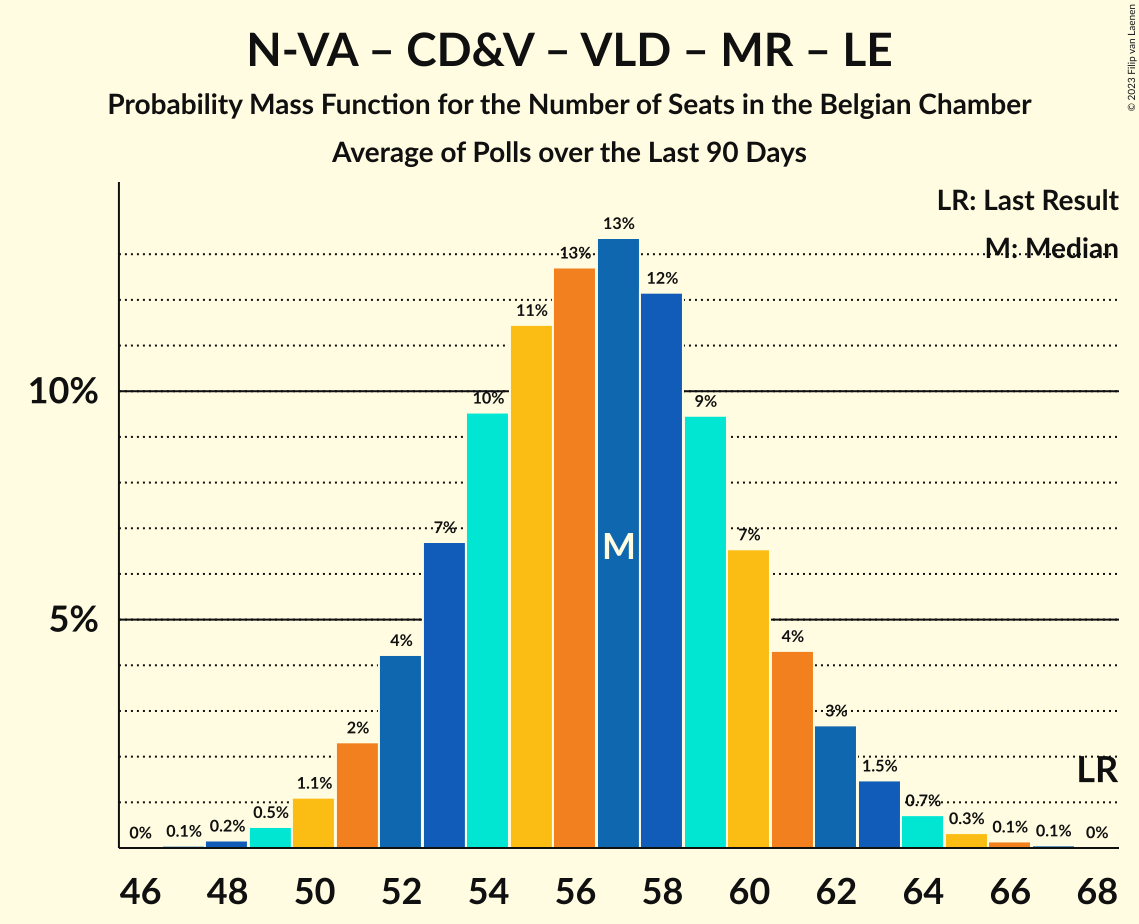 N-VA – CD&V – VLD – MR – LE
Probability Mass Function for the Number of Seats in the Belgian Chamber
Average of Polls over the Last 90 Days
© 2023 Filip van Laenen
LR: Last Result
M: Median
10%
5%
0%
0.1%
0.2%
0.5%
1.1%
2%
4%
7%
10%
11%
13%
13%
12%
9%
7%
4%
3%
1.5%
0.7%
0.3%
0.1%
0.1%
0%
M
LR
46 48 50 52 54 56 58 60 62 64 66 68